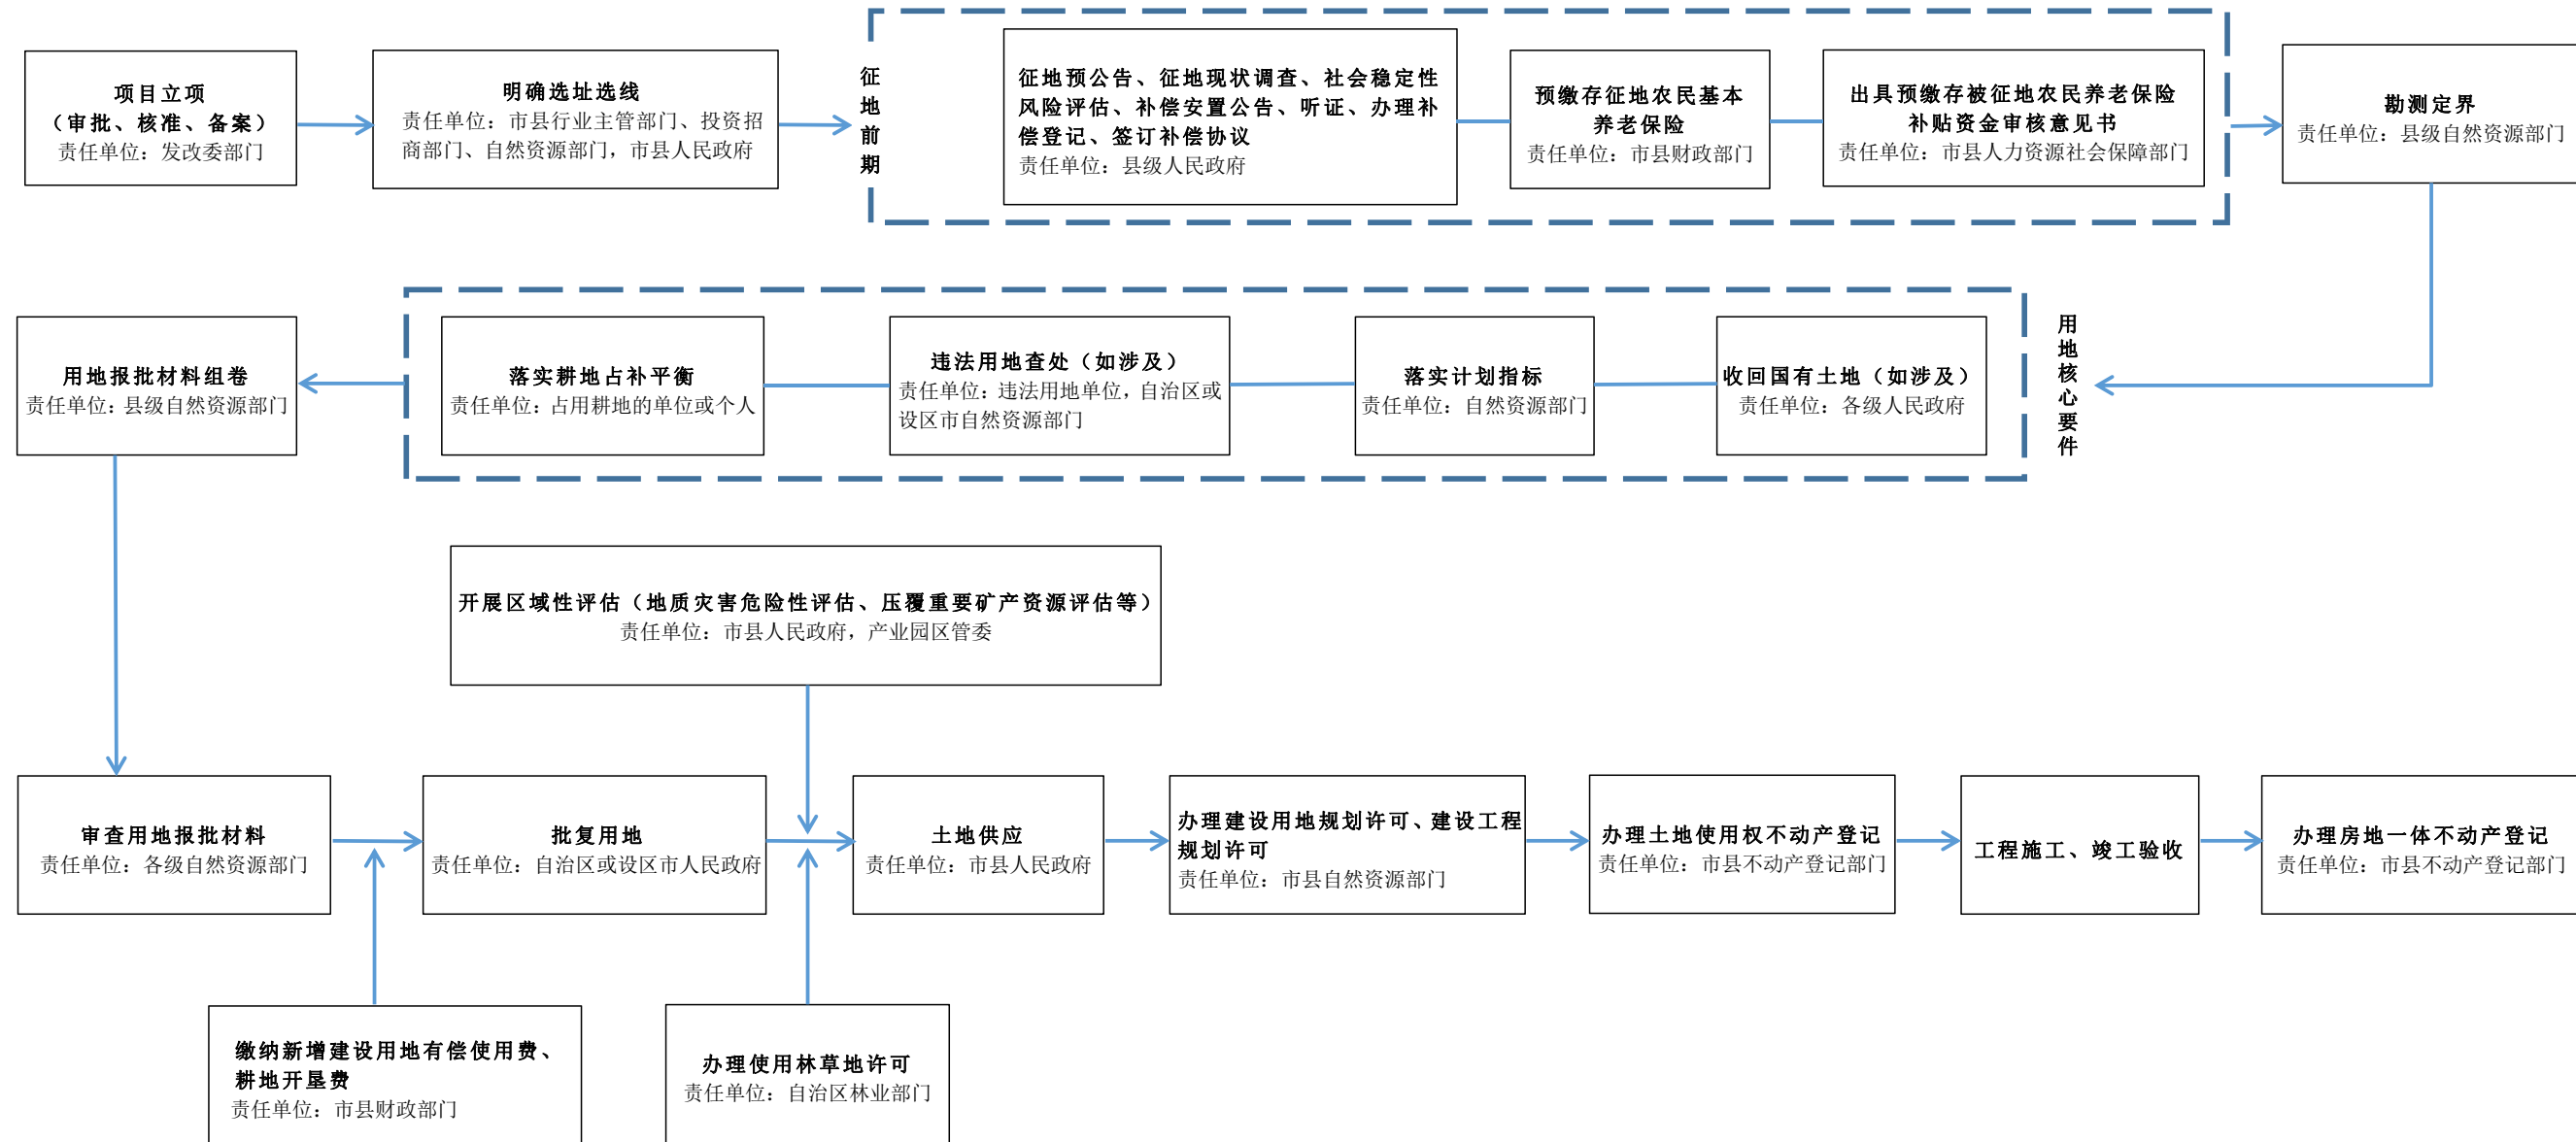 项目立项
（审批、核准、备案）
责任单位：发改委部门
明确选址选线
责任单位：市县行业主管部门、投资招
商部门、自然资源部门，市县人民政府
征
地
前
期
征地预公告、征地现状调查、社会稳定性
风险评估、补偿安置公告、听证、办理补
偿登记、签订补偿协议
责任单位：县级人民政府
预缴存征地农民基本
养老保险
责任单位：市县财政部门
出具预缴存被征地农民养老保险
补贴资金审核意见书
责任单位：市县人力资源社会保障部门
勘测定界
责任单位：县级自然资源部门
用
地
核
心
要
件
收回国有土地（如涉及）
责任单位：各级人民政府
落实计划指标
责任单位：自然资源部门
违法用地查处（如涉及）
责任单位：违法用地单位，自治区或
设区市自然资源部门
落实耕地占补平衡
责任单位：占用耕地的单位或个人
用地报批材料组卷
责任单位：县级自然资源部门
开展区域性评估（地质灾害危险性评估、压覆重要矿产资源评估等）
责任单位：市县人民政府，产业园区管委
审查用地报批材料
责任单位：各级自然资源部门
批复用地
责任单位：自治区或设区市人民政府
土地供应
责任单位：市县人民政府
办理建设用地规划许可、建设工程
规划许可
责任单位：市县自然资源部门
办理土地使用权不动产登记
责任单位：市县不动产登记部门
工程施工、竣工验收
办理房地一体不动产登记
责任单位：市县不动产登记部门
缴纳新增建设用地有偿使用费、
耕地开垦费
责任单位：市县财政部门
办理使用林草地许可
责任单位：自治区林业部门